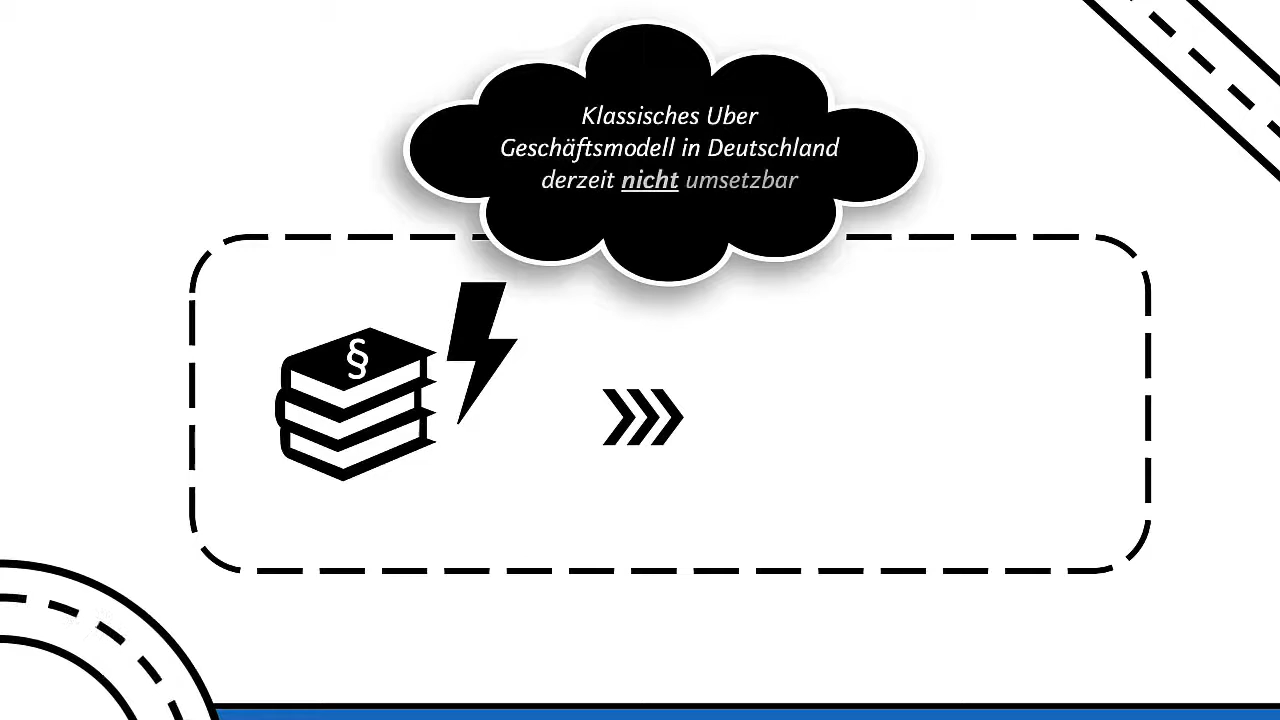 Klassisches Uber
Geschäftsmodell in Deutschland
derzeit nicht umsetzbar
§